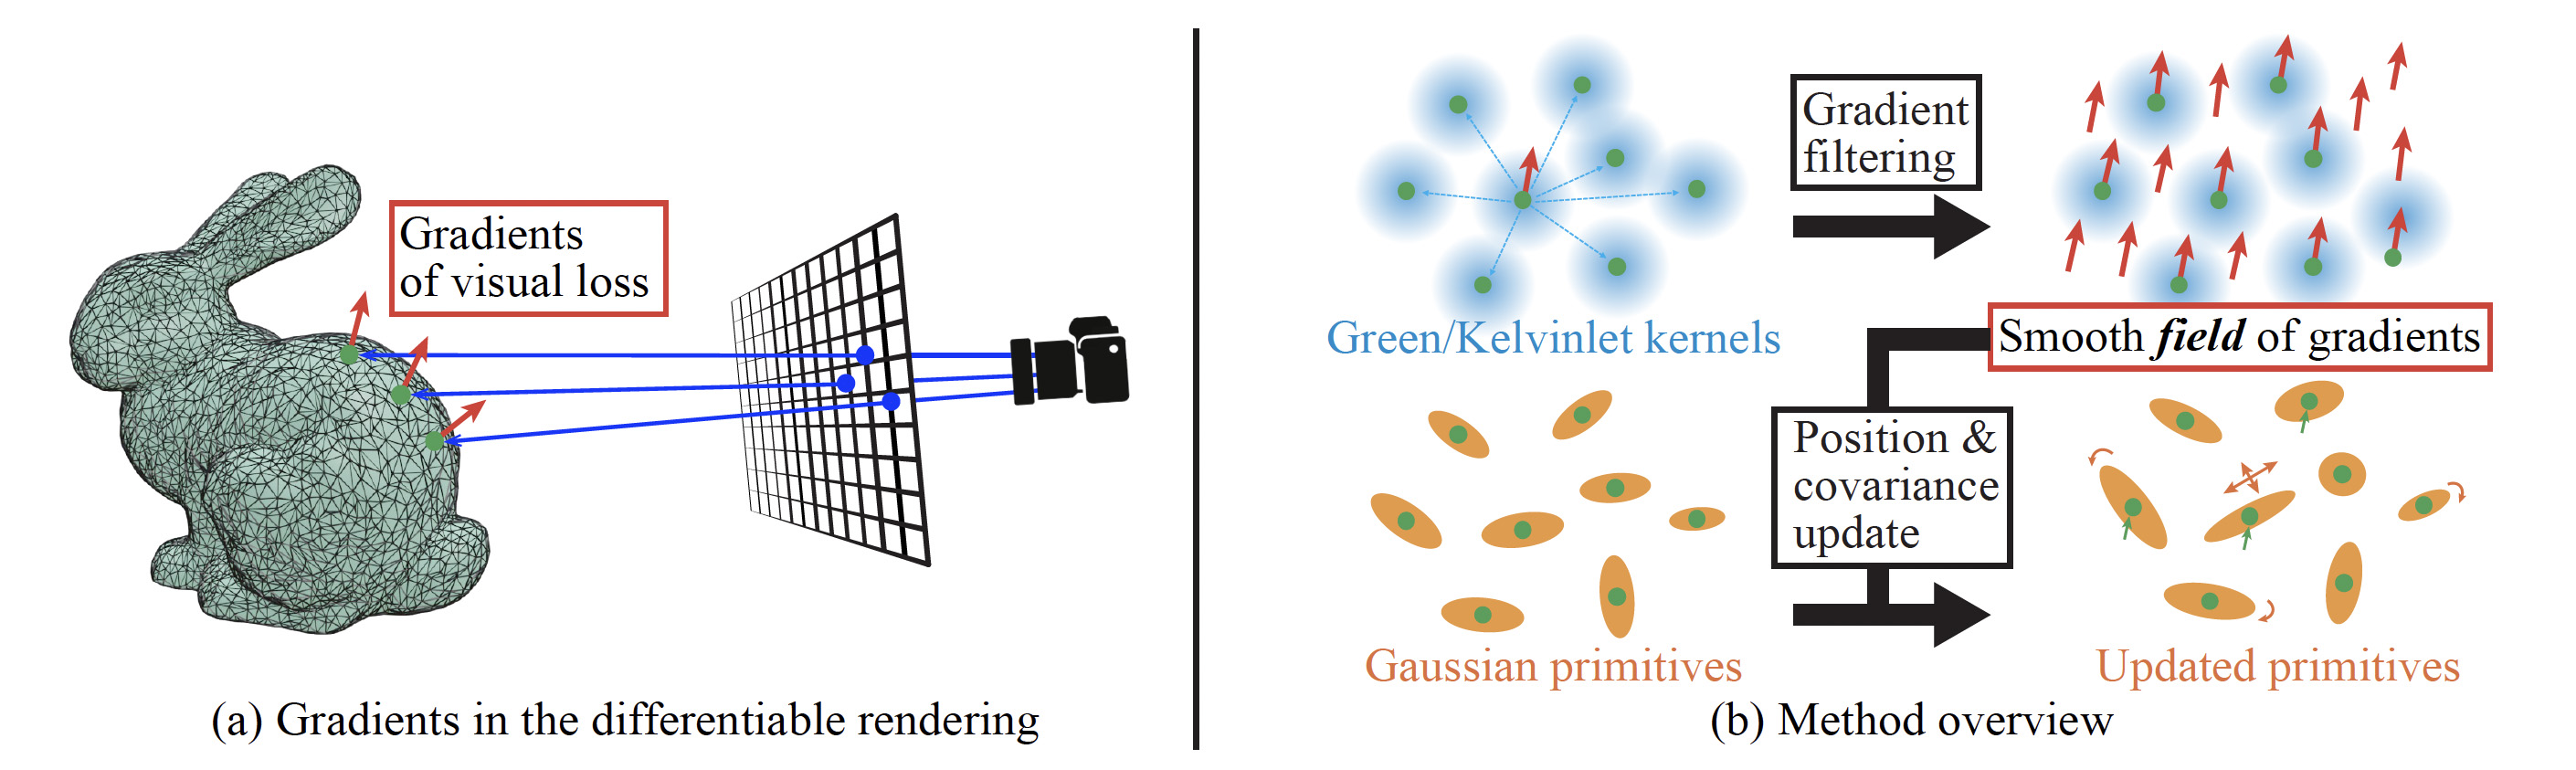 Gradients
of visual loss
(a) Gradients in the differentiable rendering
Green/Kelvinlet kernels
Gradient
filtering
Smooth field of gradients
Position &
covariance
update
Gaussian primitives
Updated primitives
(b) Method overview